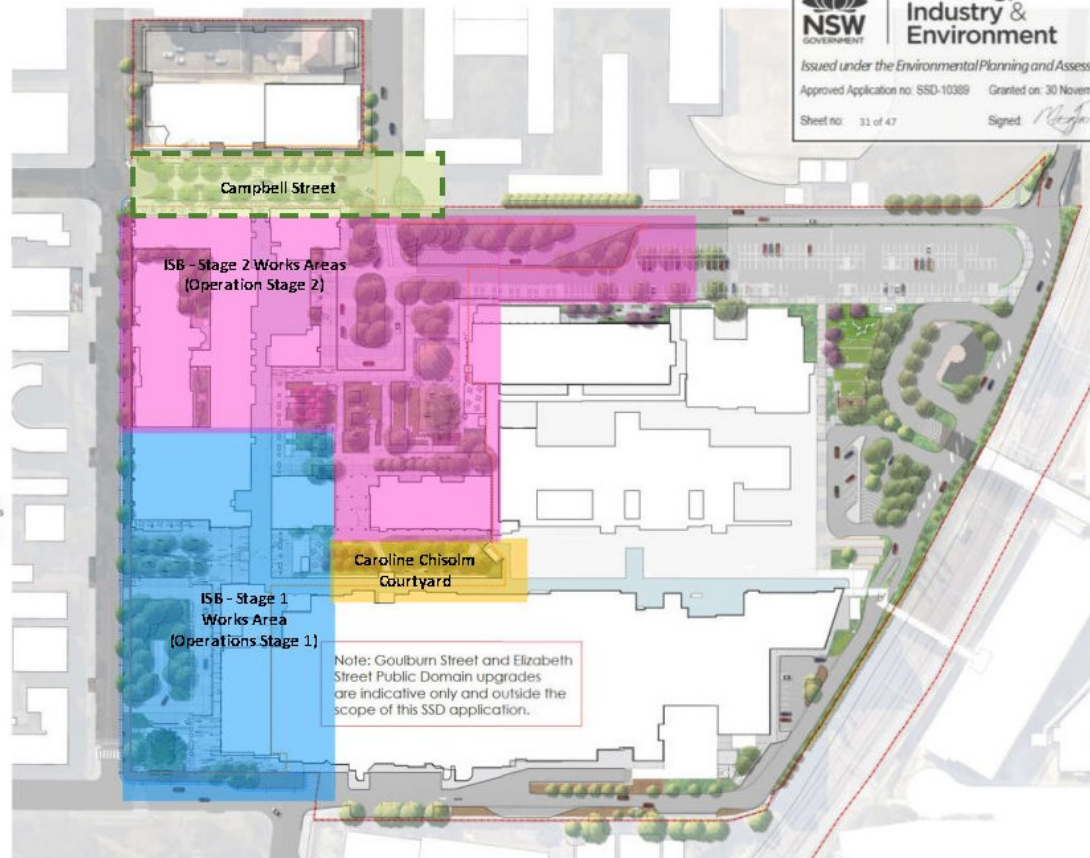 NSW
GOVERNMENT
Industry &
Environment
Issued under the Environmental Planning and Assess
Approved Application no: SSD-10389 Granted on: 30 Novem
Sheet no: 31 of 47 Signed:
Campbell Street
ISB - Stage 2 Works Areas
(Operation Stage 2)
Caroline Chisolm
Courtyard
ISB - Stage 1
Works Area
(Operations Stage 1)
Note: Goulburn Street and Elizabeth
Street Public Domain upgrades
are indicative only and outside the
scope of this SSD application.